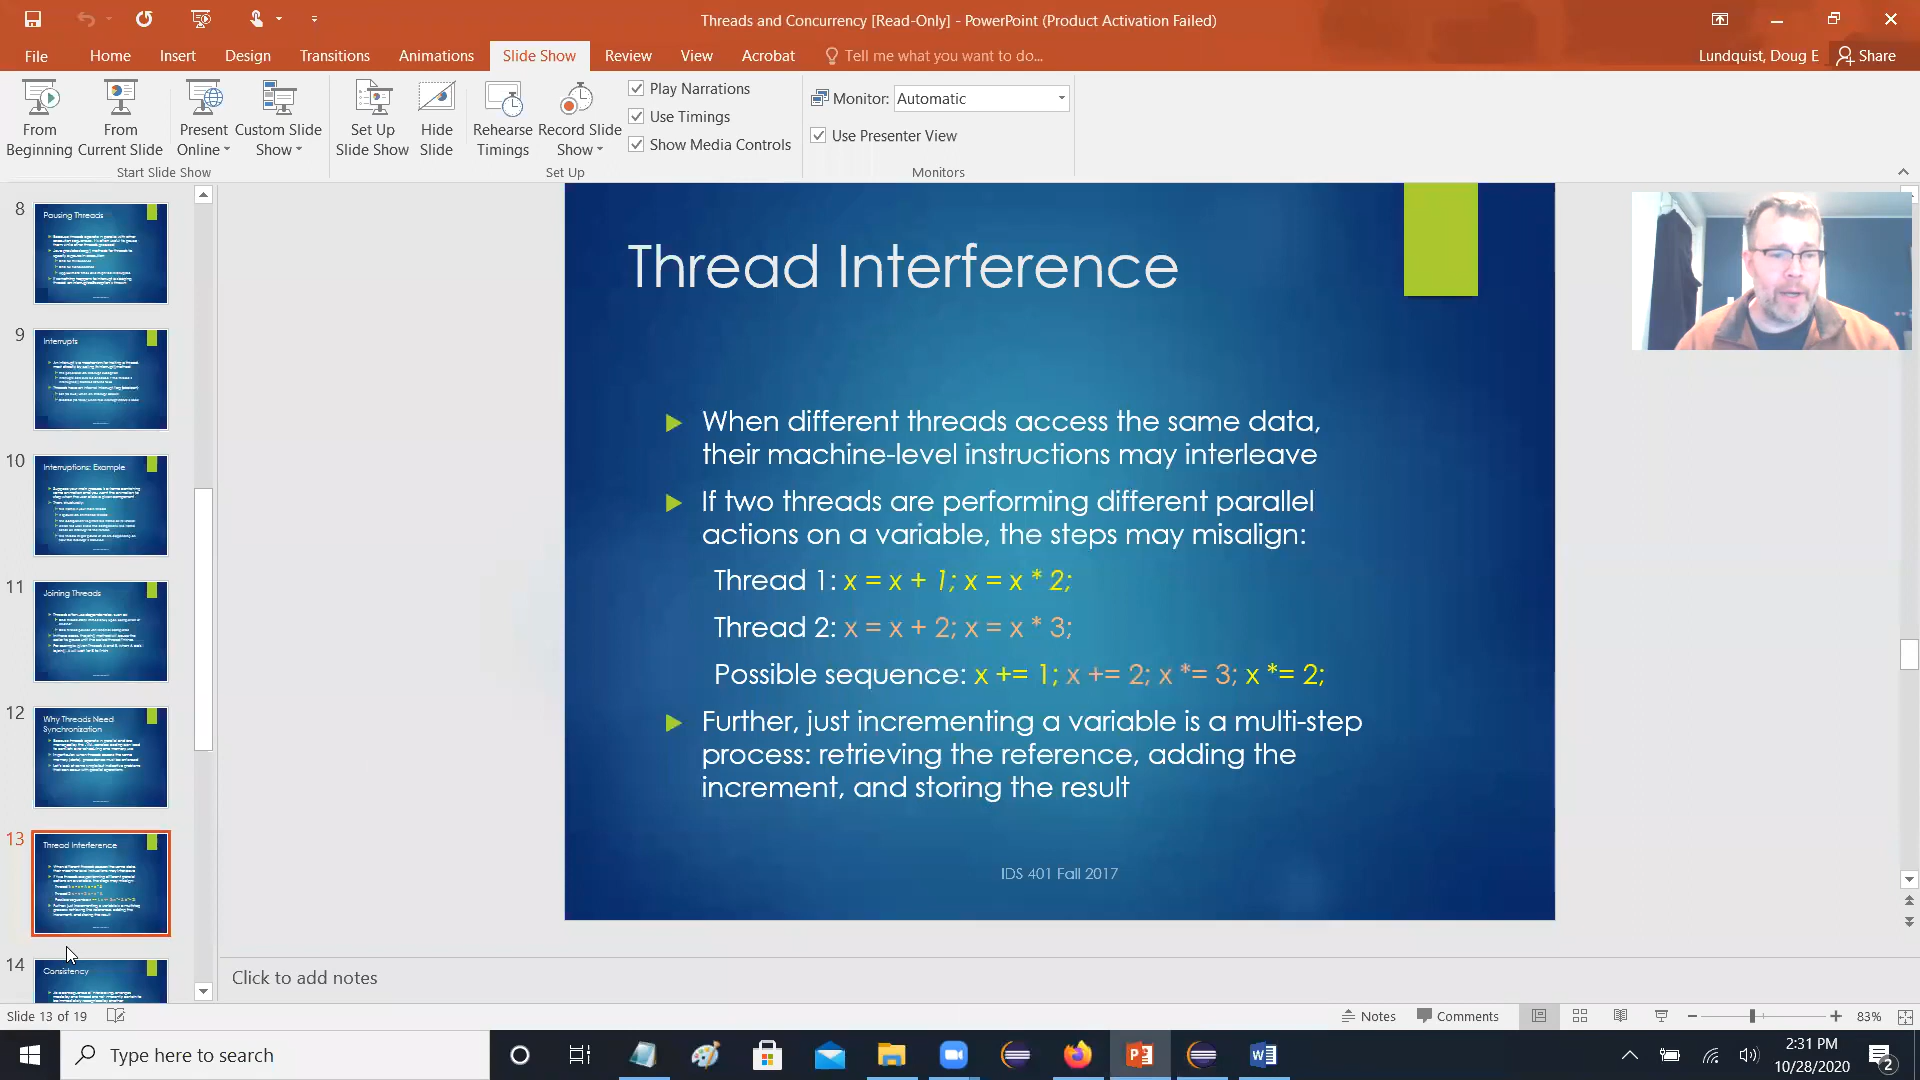 Threads and Concurrency [Read-Only] - PowerPoint (Product Activation Failed)
File Home Insert Design Transitions Animations Slide Show Review View Acrobat Tell me what you want to do... Lundquist, Doug E Share
From Beginning
From Current Slide
Present Online
Custom Slide Show
Start Slide Show
Set Up Slide Show
Hide Slide
Rehearse Timings
Record Slide Show
Play Narrations
Use Timings
Show Media Controls
Set Up
Monitor: Automatic
Use Presenter View
Monitors
8
Pausing Threads
9
Interrupts
10
Interruptions: Example
11
Joining Threads
12
Why Threads Need
Synchronization
13
Thread Interference
14
Consistency
Thread Interference
When different threads access the same data,
their machine-level instructions may interleave
If two threads are performing different parallel
actions on a variable, the steps may misalign:
Thread 1: x = x + 1; x = x * 2;
Thread 2: x = x + 2; x = x * 3;
Possible sequence: x += 1; x += 2; x *= 3; x *= 2;
Further, just incrementing a variable is a multi-step
process: retrieving the reference, adding the
increment, and storing the result
IDS 401 Fall 2017
Click to add notes
Slide 13 of 19 Notes Comments 83%
Type here to search
2:31 PM
10/28/2020
2